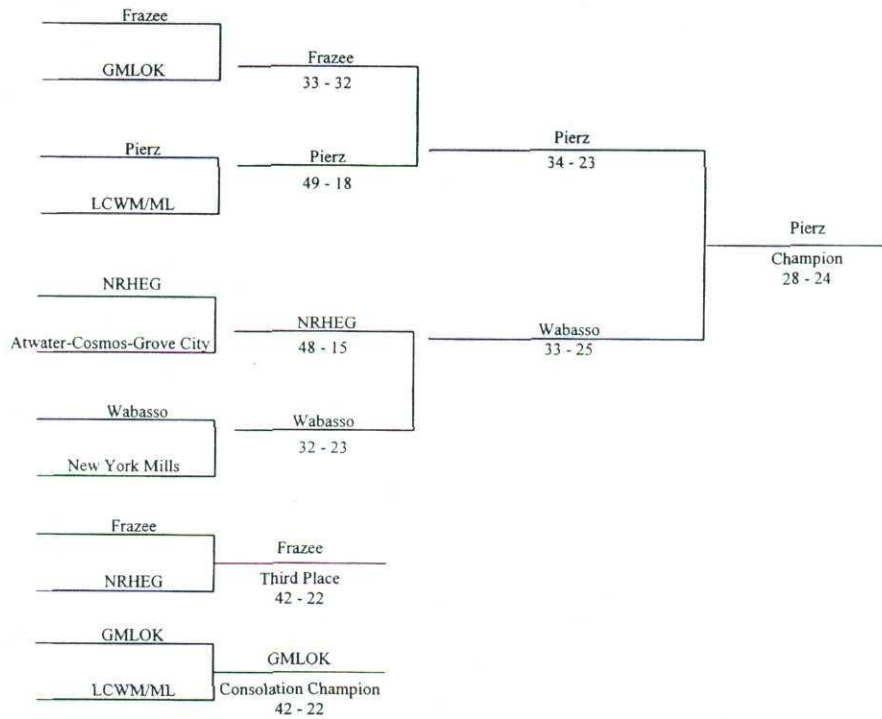 Frazee
GMLOK
Frazee
33 - 32
Pierz
LCWM/ML
Pierz
49 - 18
Pierz
34 - 23
NRHEG
Atwater-Cosmos-Grove City
NRHEG
48 - 15
Wabasso
New York Mills
Wabasso
32 - 23
Wabasso
33 - 25
Pierz
Champion
28 - 24
Frazee
NRHEG
Frazee
Third Place
42 - 22
GMLOK
LCWM/ML
GMLOK
Consolation Champion
42 - 22